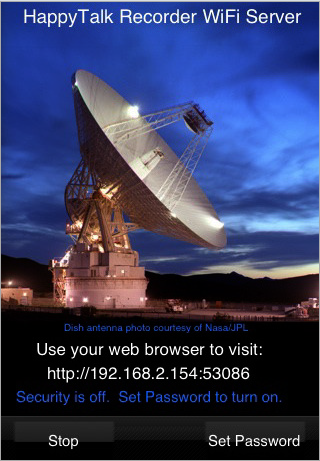 HappyTalk Recorder WiFi Server
Dish antenna photo courtesy of Nasa/JPL
Use your web browser to visit:
http://192.168.2.154:53086
Security is off.  Set Password to turn on.
Stop
Set Password